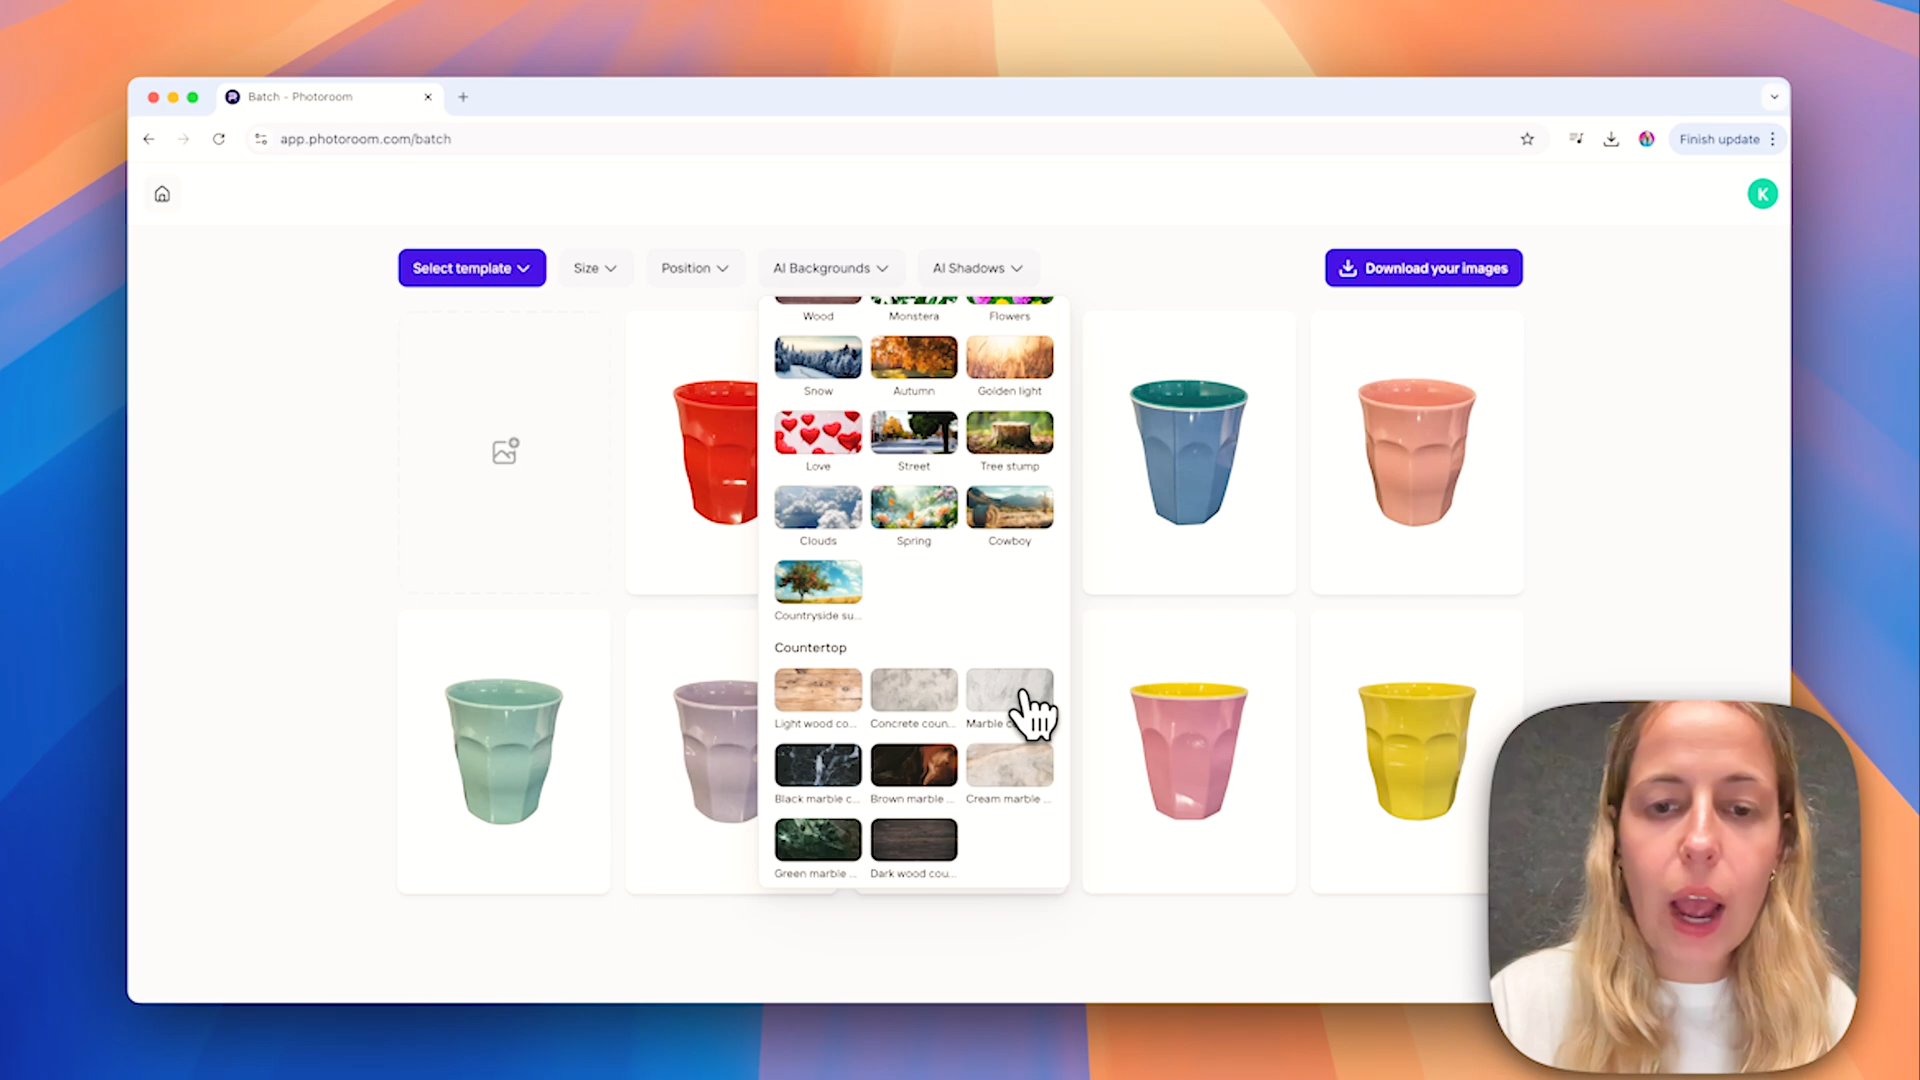 Batch - Photoroom
app.photoroom.com/batch
Finish update
K
Select template
Size
Position
AI Backgrounds
AI Shadows
Download your images
Wood
Monstera
Flowers
Snow
Autumn
Golden light
Love
Street
Tree stump
Clouds
Spring
Cowboy
Countryside su...
Countertop
Light wood co...
Concrete coun...
Marble c
Black marble c...
Brown marble ...
Cream marble ...
Green marble ...
Dark wood cou...